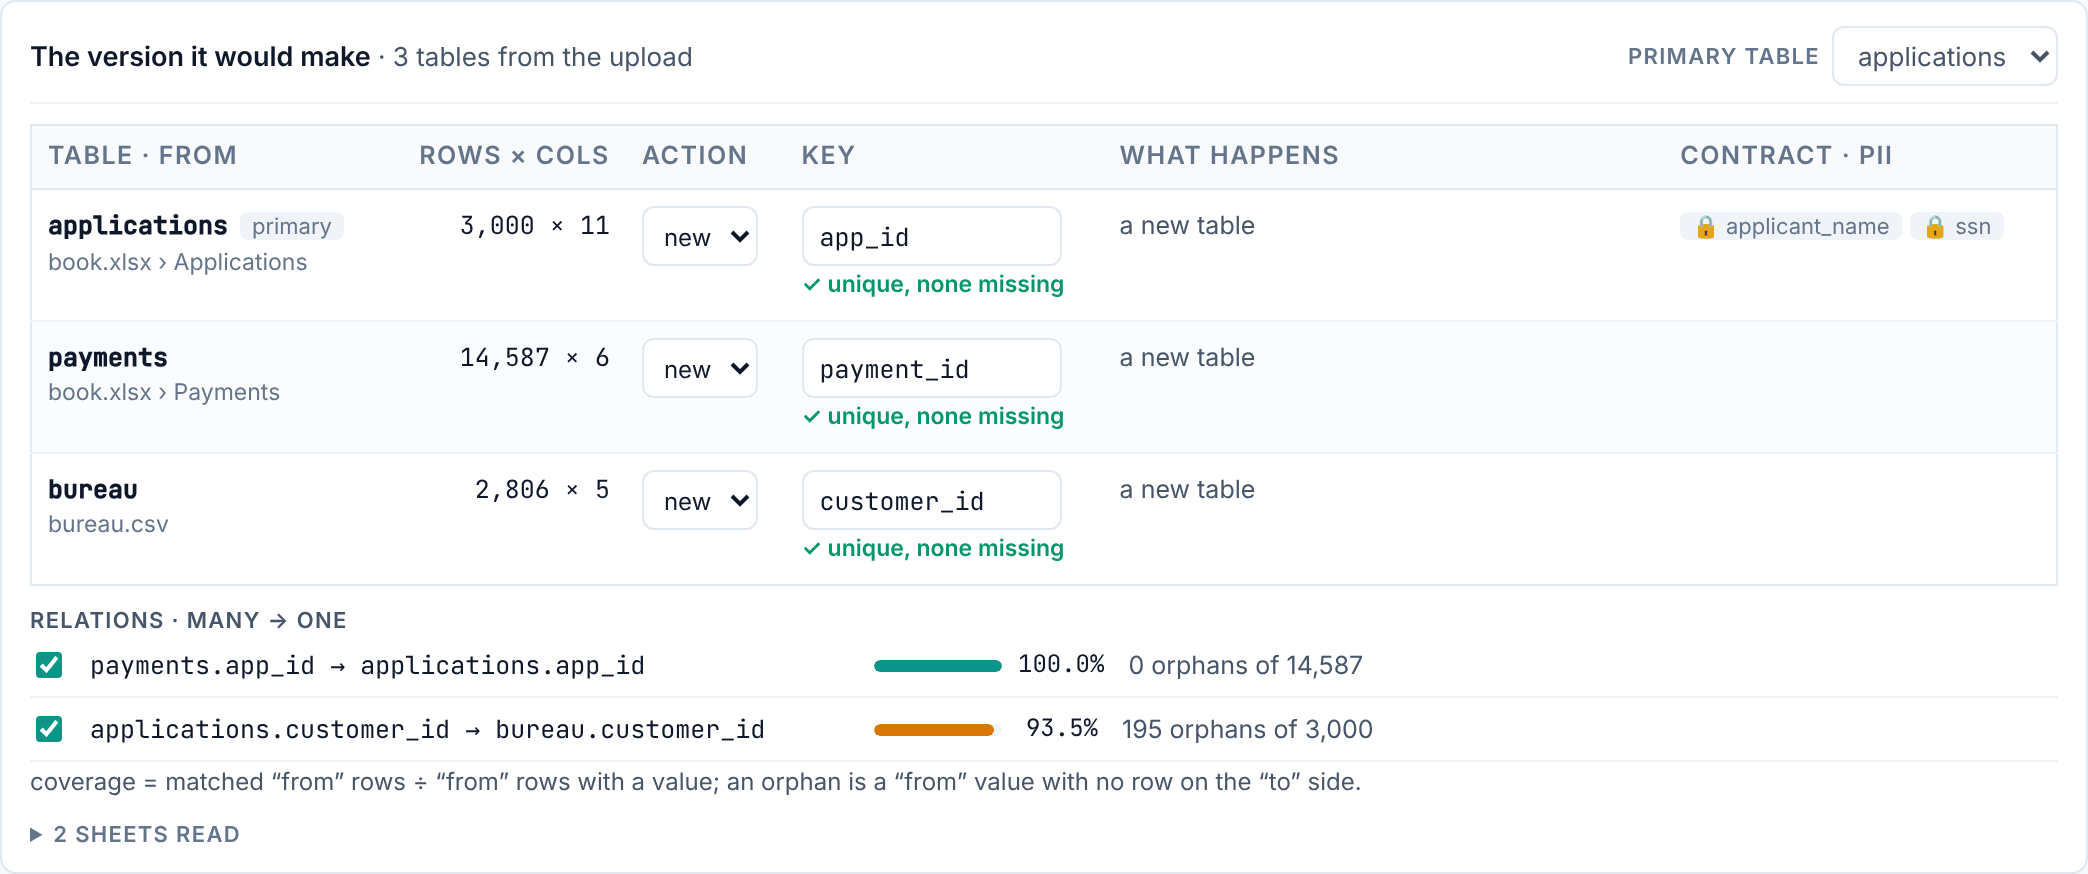 The version it would make · 3 tables from the upload
PRIMARY TABLE applications
TABLE · FROM ROWS × COLS ACTION KEY WHAT HAPPENS CONTRACT · PII
applications primary 3,000 × 11 new app_id a new table 🔒 applicant_name 🔒 ssn
book.xlsx › Applications
✓ unique, none missing
payments 14,587 × 6 new payment_id a new table
book.xlsx › Payments
✓ unique, none missing
bureau 2,806 × 5 new customer_id a new table
bureau.csv
✓ unique, none missing
RELATIONS · MANY → ONE
payments.app_id → applications.app_id 100.0% 0 orphans of 14,587
applications.customer_id → bureau.customer_id 93.5% 195 orphans of 3,000
coverage = matched “from” rows ÷ “from” rows with a value; an orphan is a “from” value with no row on the “to” side.
▶ 2 SHEETS READ